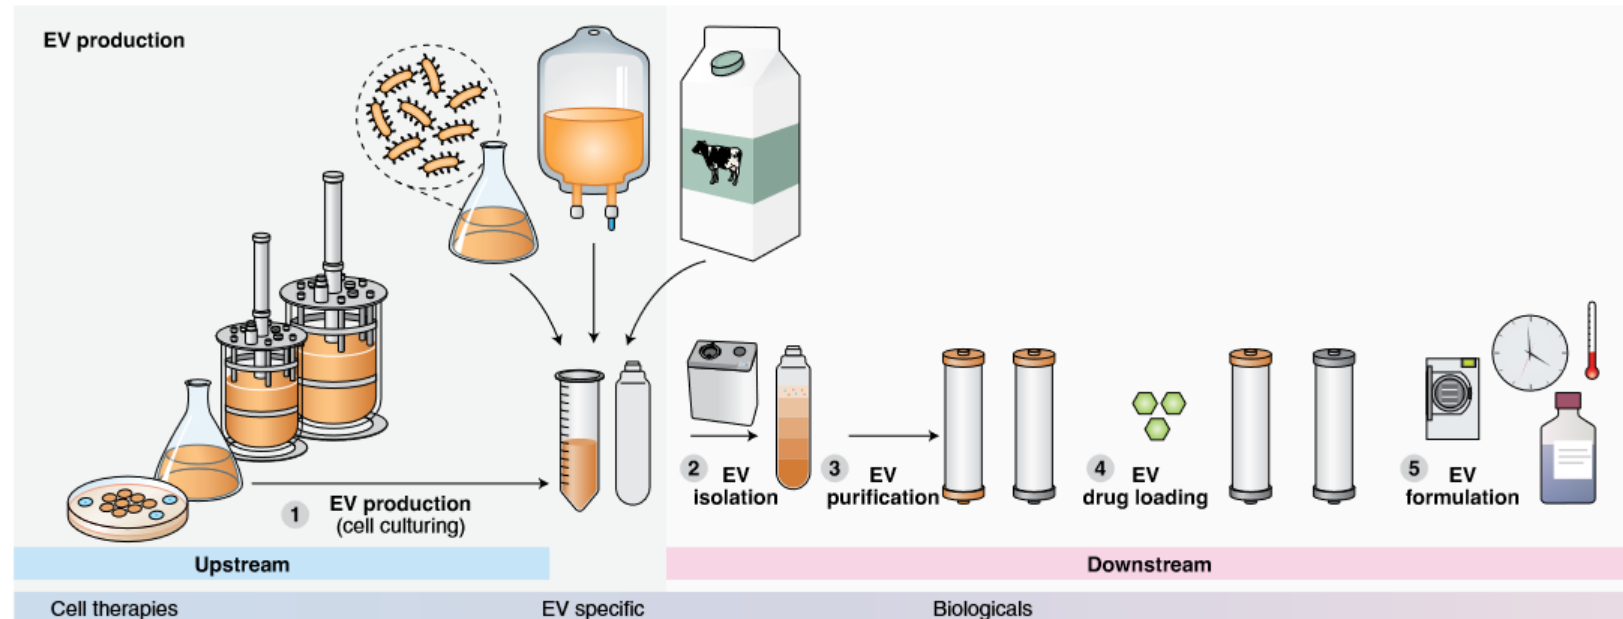 EV production
1 EV production
(cell culturing)
2 EV
isolation
3 EV
purification
4 EV
drug loading
5 EV
formulation
Upstream
Downstream
Cell therapies
EV specific
Biologicals